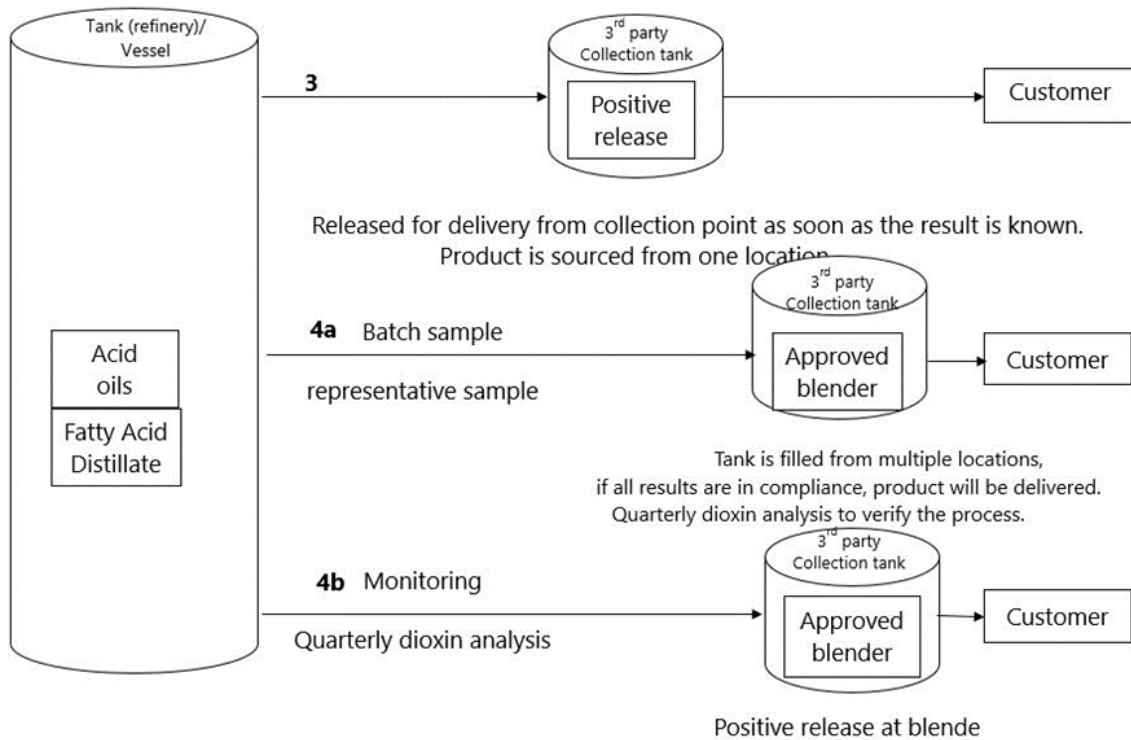 Tank (refinery)/
Vessel
3rd party
Collection tank
3
Positive
release
Customer
Released for delivery from collection point as soon as the result is known.
Product is sourced from one location
3rd party
Collection tank
4a Batch sample
representative sample
Approved
blender
Customer
Acid
oils
Fatty Acid
Distillate
Tank is filled from multiple locations,
if all results are in compliance, product will be delivered.
Quarterly dioxin analysis to verify the process.
3rd party
Collection tank
4b Monitoring
Quarterly dioxin analysis
Approved
blender
Customer
Positive release at blende